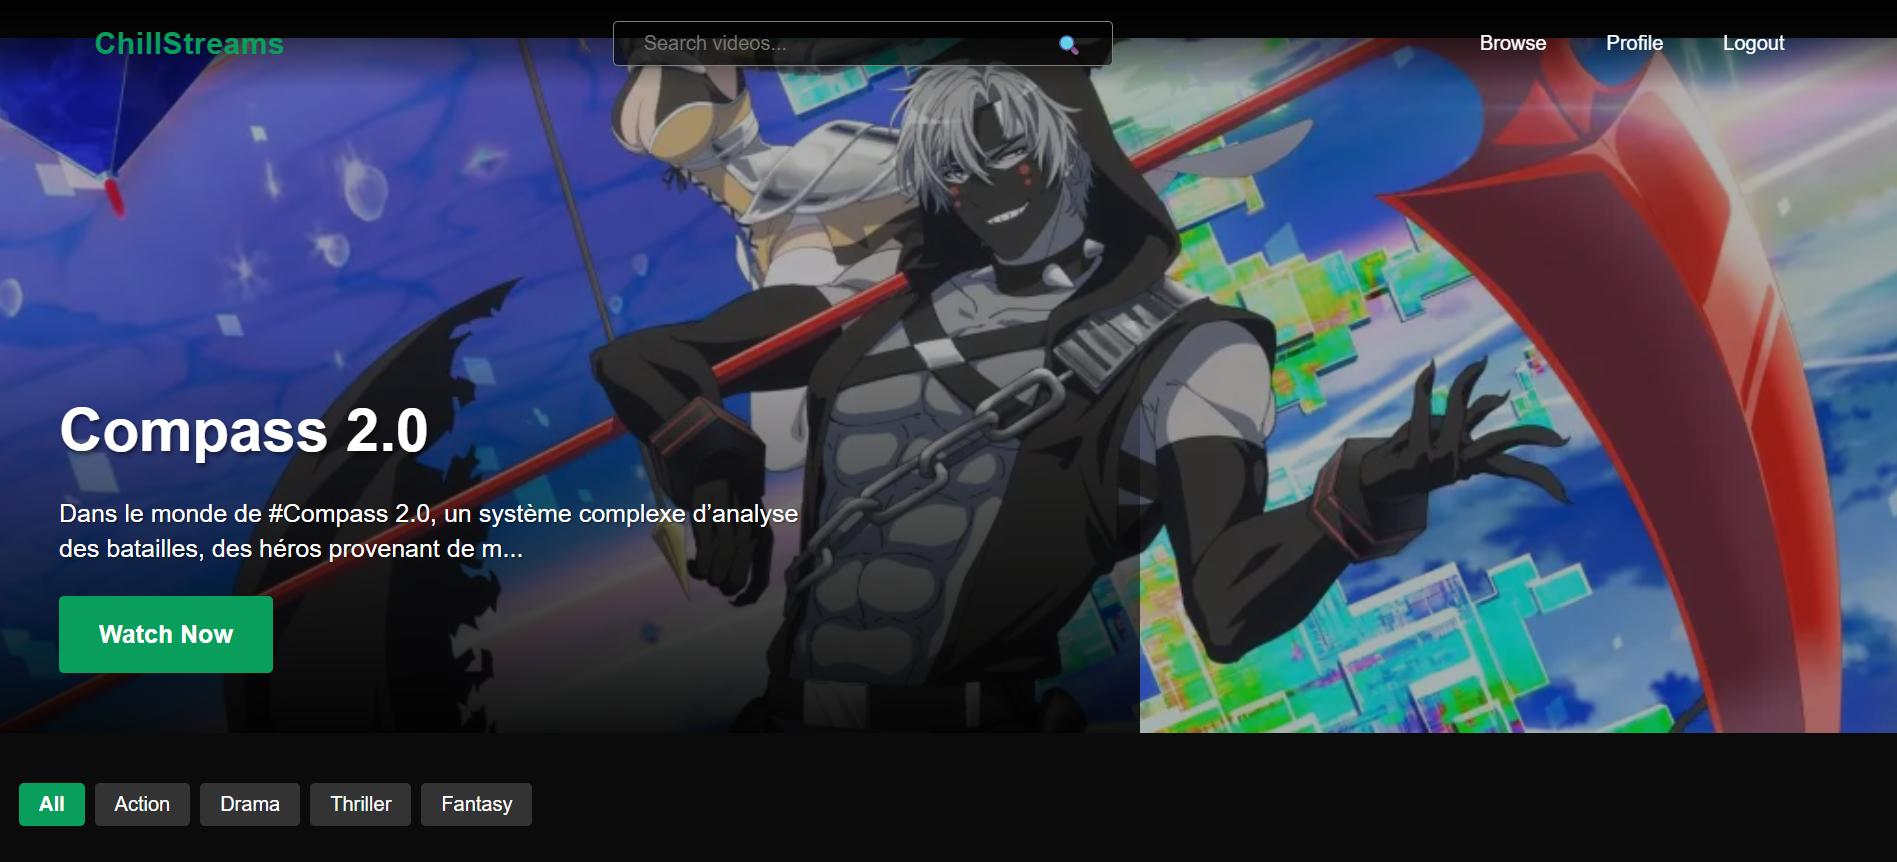 ChillStreams
Search videos...
Browse
Profile
Logout
Compass 2.0
Dans le monde de #Compass 2.0, un système complexe d’analyse
des batailles, des héros provenant de m...
Watch Now
All
Action
Drama
Thriller
Fantasy